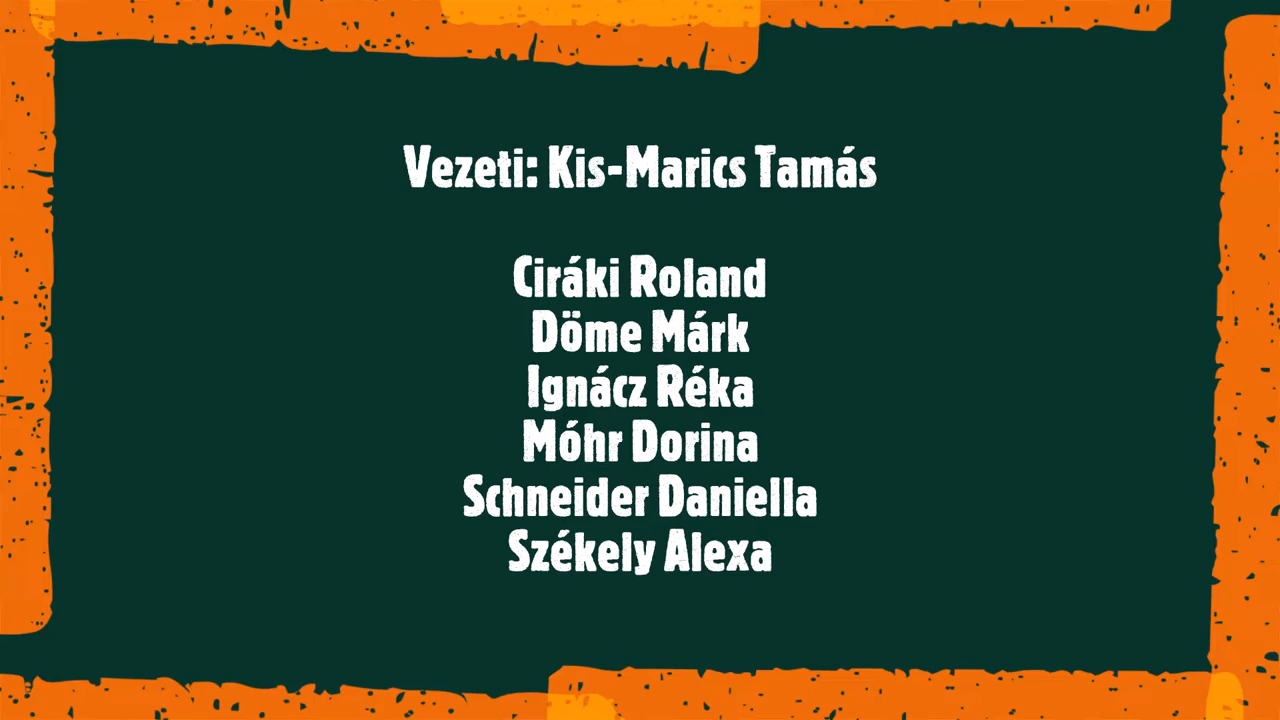 Vezeti: Kis-Marics Tamás
Ciráki Roland
Döme Márk
Ignácz Réka
Móhr Dorina
Schneider Daniella
Székely Alexa